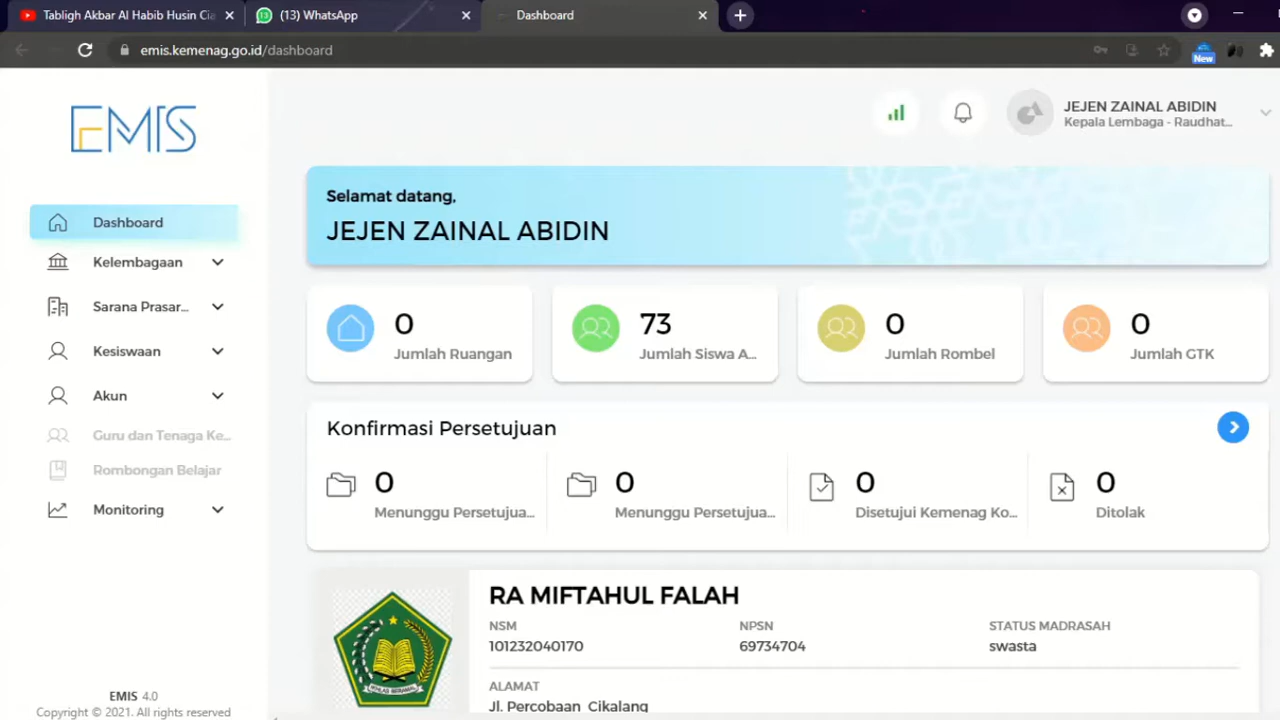 Tabligh Akbar Al Habib Husin Cia
(13) WhatsApp
Dashboard
emis.kemenag.go.id/dashboard
New
EMIS
JEJEN ZAINAL ABIDIN
Kepala Lembaga - Raudhat...
Selamat datang,
JEJEN ZAINAL ABIDIN
Dashboard
Kelembagaan
Sarana Prasar...
Kesiswaan
Akun
Guru dan Tenaga Ke...
Rombongan Belajar
Monitoring
0
Jumlah Ruangan
73
Jumlah Siswa A...
0
Jumlah Rombel
0
Jumlah GTK
Konfirmasi Persetujuan
0
Menunggu Persetujua...
0
Menunggu Persetujua...
0
Disetujui Kemenag Ko...
0
Ditolak
RA MIFTAHUL FALAH
NSM
101232040170
NPSN
69734704
STATUS MADRASAH
swasta
ALAMAT
Jl. Percobaan Cikalang
IKHLAS BERAMAL
EMIS 4.0
Copyright © 2021. All rights reserved